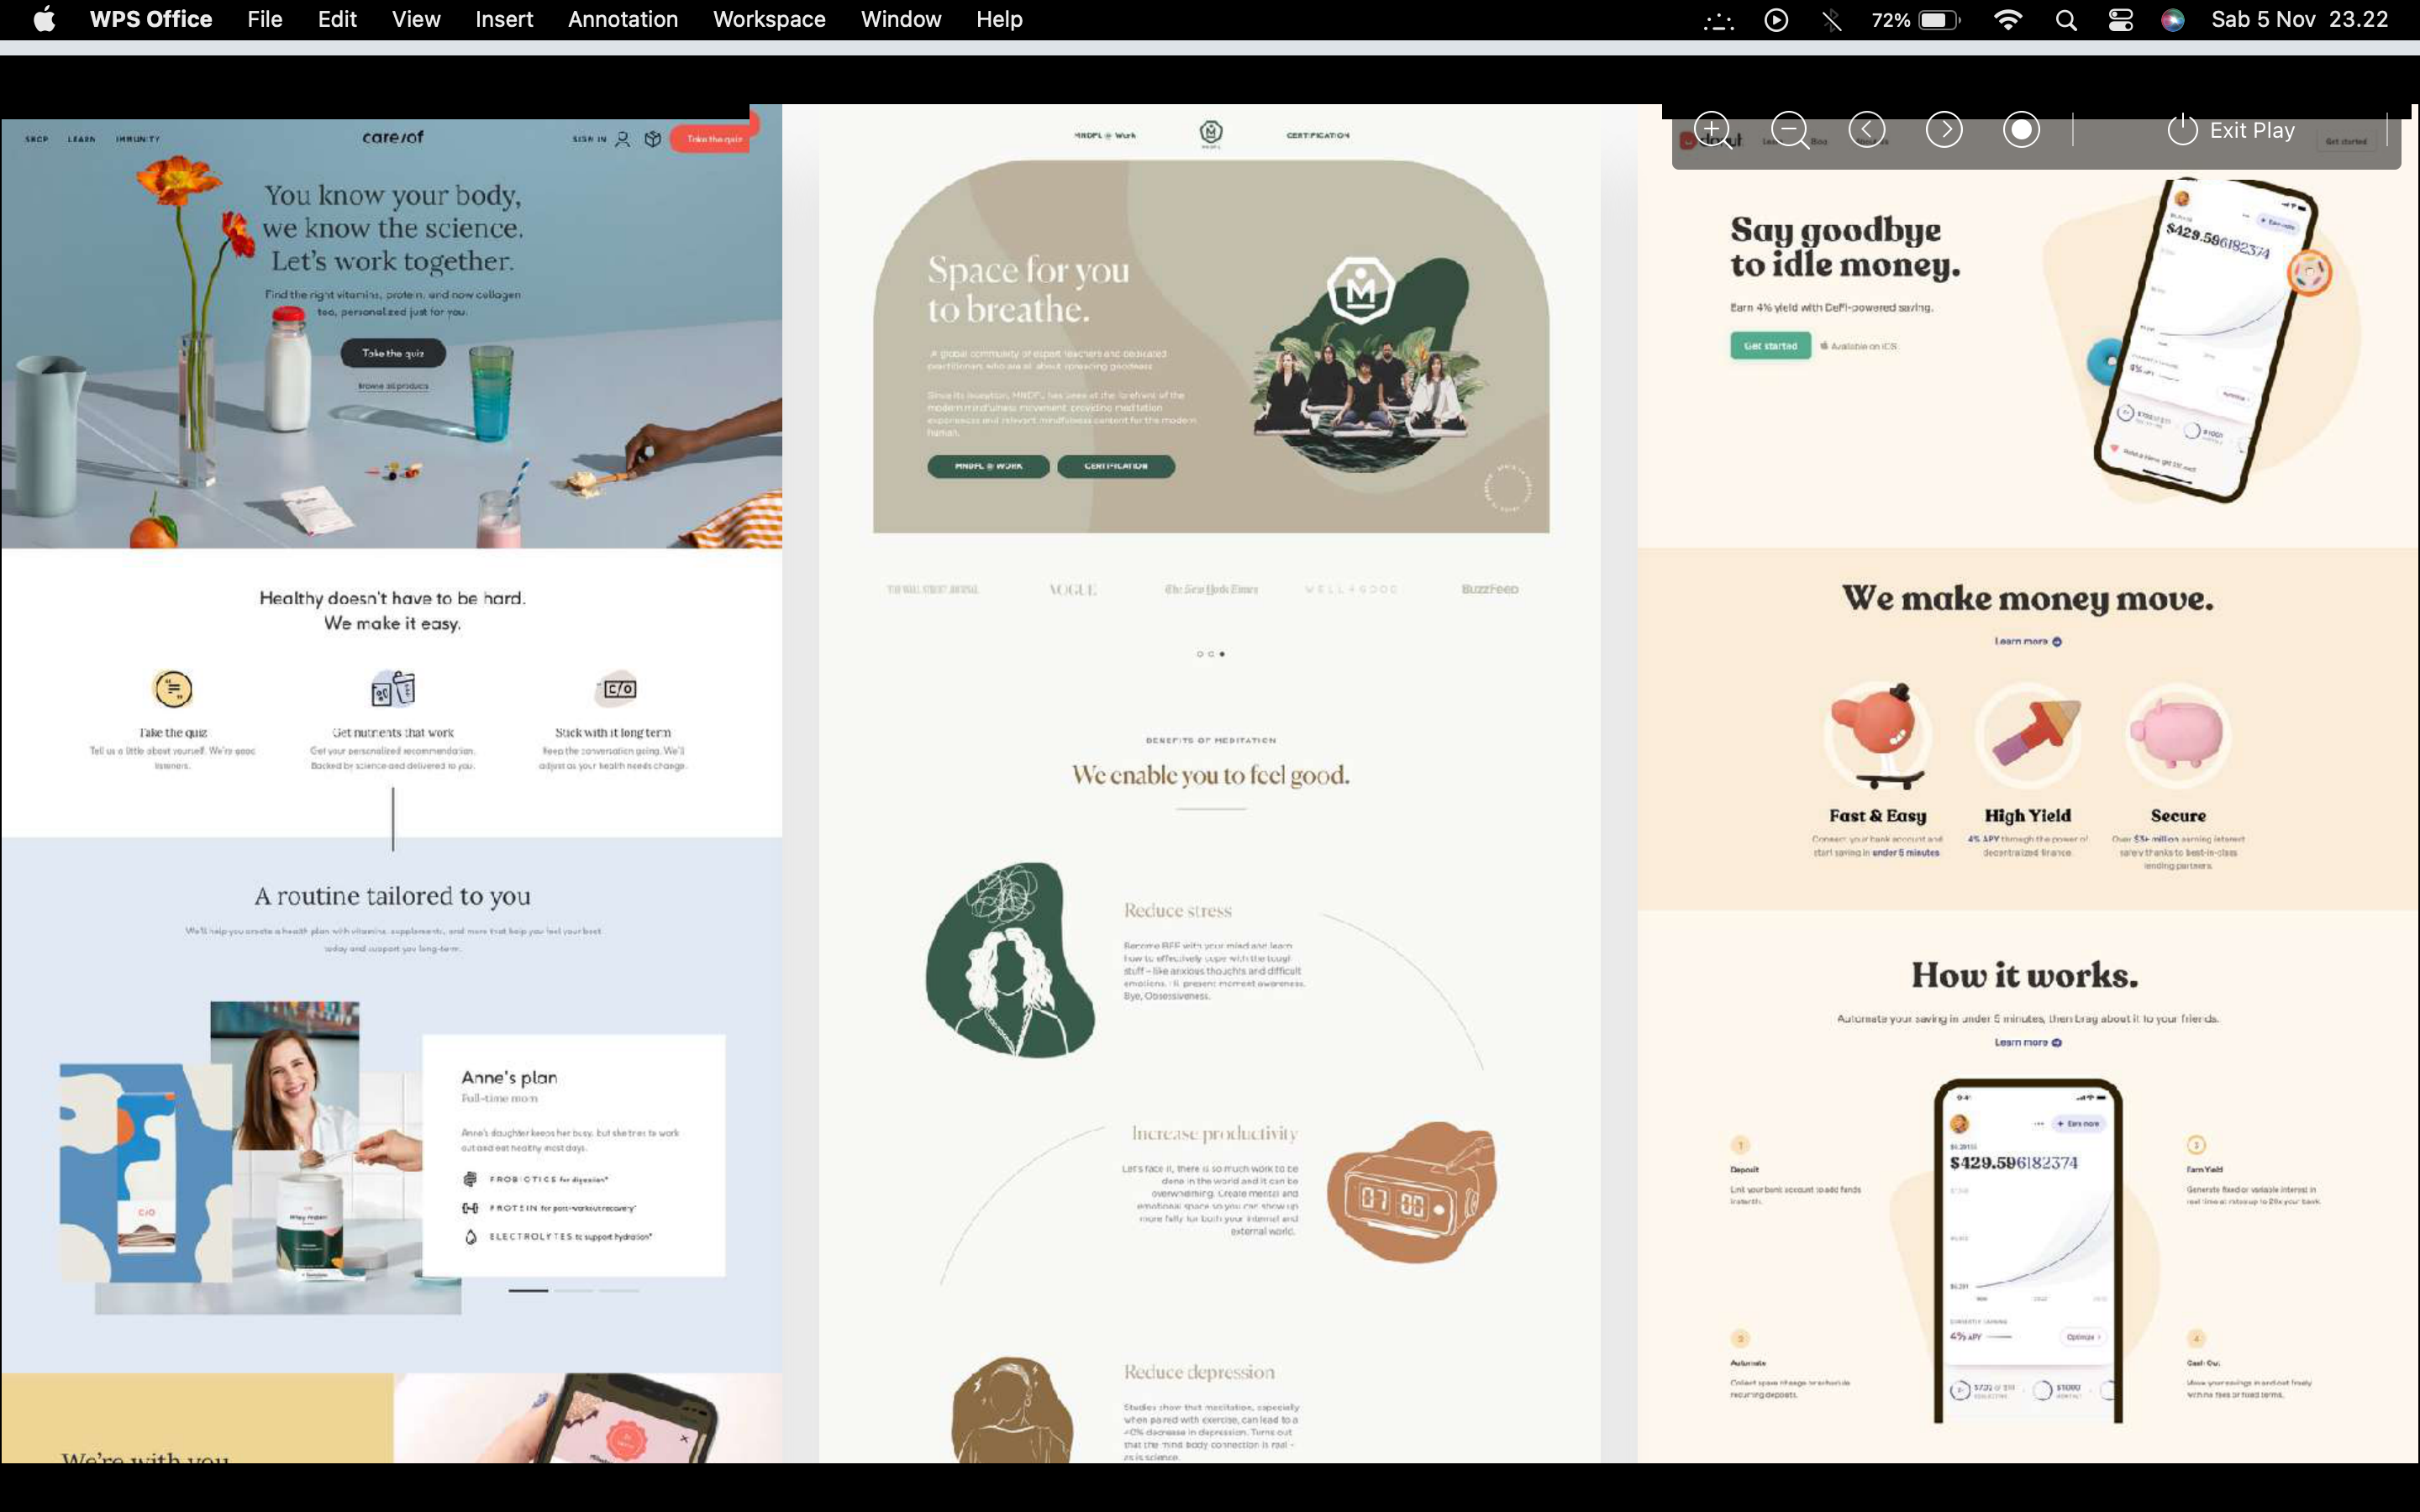 WPS Office File Edit View Insert Annotation Workspace Window Help
72% Sab 5 Nov 23.22
SHOP LEARN IMMUNITY
care/of
SIGN IN
Take the quiz
You know your body,
we know the science.
Let's work together.
Find the right vitamins, protein, and now collagen
too, personalized just for you.
Take the quiz
Browse all products
Healthy doesn't have to be hard.
We make it easy.
Take the quiz
Tell us a little about yourself. We're good
listeners.
Get nutrients that work
Get your personalized recommendation.
Backed by science and delivered to you.
C/O
Stick with it long term
Keep the conversation going. We'll
adjust as your health needs change.
A routine tailored to you
We'll help you create a health plan with vitamins, supplements, and more that help you feel your best
today and support you long-term.
C/O
Anne's plan
Full-time mom
Anne's daughter keeps her busy, but she tries to work
out and eat healthy most days.
PROBIOTICS for digestion*
PROTEIN for post-workout recovery*
ELECTROLYTES to support hydration*
We're with you
MNDFL @ Work
M
MNDFL
CERTIFICATION
Space for you
to breathe.
A global community of expert teachers and dedicated
practitioners who are all about spreading goodness.
Since its inception, MNDFL has been at the forefront of the
modern mindfulness movement providing meditation
experiences and relevant mindfulness content for the modern
human.
MNDFL @ WORK
CERTIFICATION
M
THE WALL STREET JOURNAL
VOGUE
The New York Times
WELL+GOOD
BuzzFeed
BENEFITS OF MEDITATION
We enable you to feel good.
Reduce stress
Become BFF with your mind and learn
how to effectively cope with the tough
stuff - like anxious thoughts and difficult
emotions. Hi, present moment awareness.
Bye, Obsessiveness.
Increase productivity
Let's face it, there is so much work to be
done in the world and it can be
overwhelming. Create mental and
emotional space so you can show up
more fully for both your internal and
external world.
07 00
Reduce depression
Studies show that meditation, especially
when paired with exercise, can lead to a
40% decrease in depression. Turns out
that the mind body connection is real -
as is science.
Exit Play
Get started
Say goodbye
to idle money.
Earn 4% yield with DeFi-powered saving.
Get started
Available on iOS
+ Earn more
$429.596182374
We make money move.
Learn more
Fast & Easy
Connect your bank account and
start saving in under 5 minutes
High Yield
4% APY through the power of
decentralized finance.
Secure
Over $3+ million earning interest
safely thanks to best-in-class
lending partners.
How it works.
Automate your saving in under 5 minutes, then brag about it to your friends.
Learn more
1
Deposit
Link your bank account to add funds
instantly.
9:41
+ Earn more
$429.596182374
4% APY
Optimize
$1000
Earn Yield
Generate fixed or variable interest in
real time at rates up to 20x your bank.
3
Automate
Collect spare change or schedule
recurring deposits.
4
Cash Out
Move your savings in and out freely
with no fees or fixed terms.